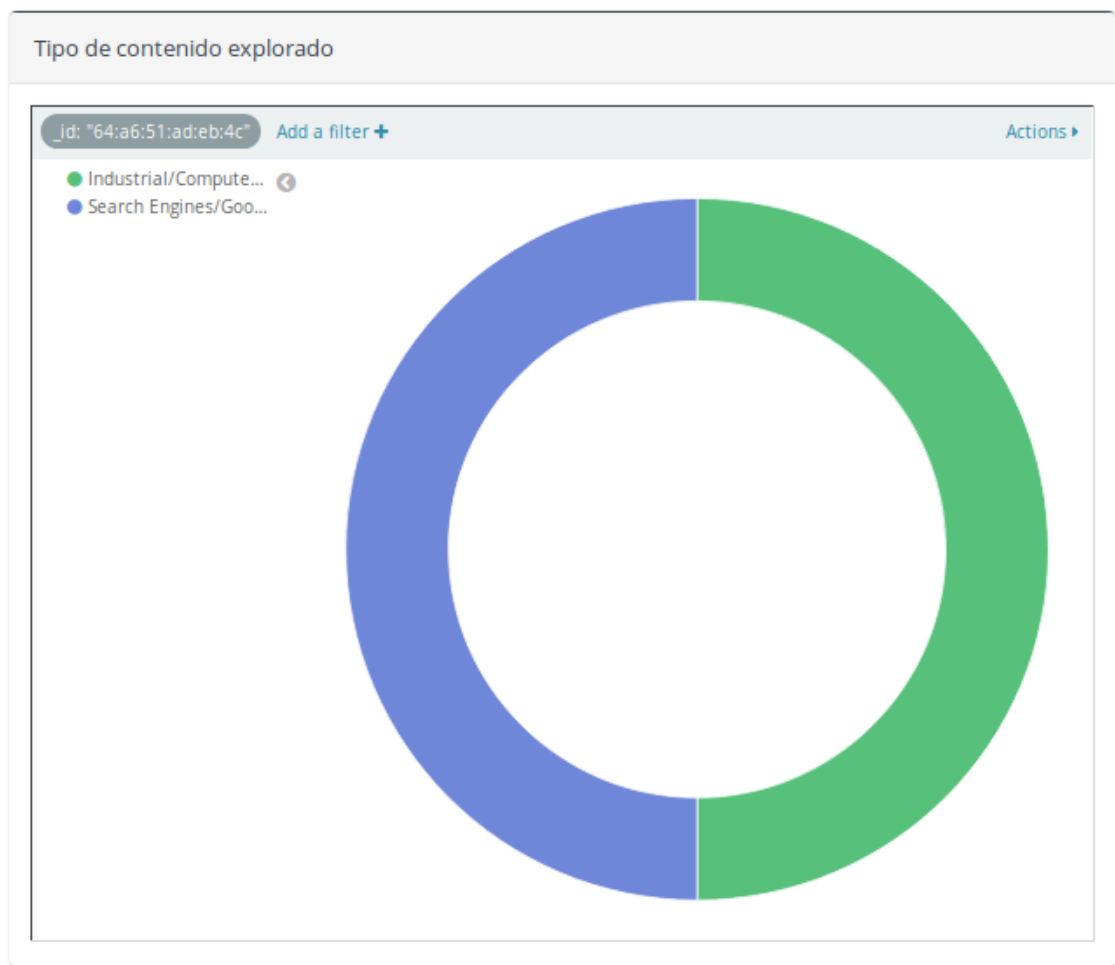 Tipo de contenido explorado
_id: "64:a6:51:ad:eb:4c" Add a filter + Actions
Industrial/Compute...
Search Engines/Goo...